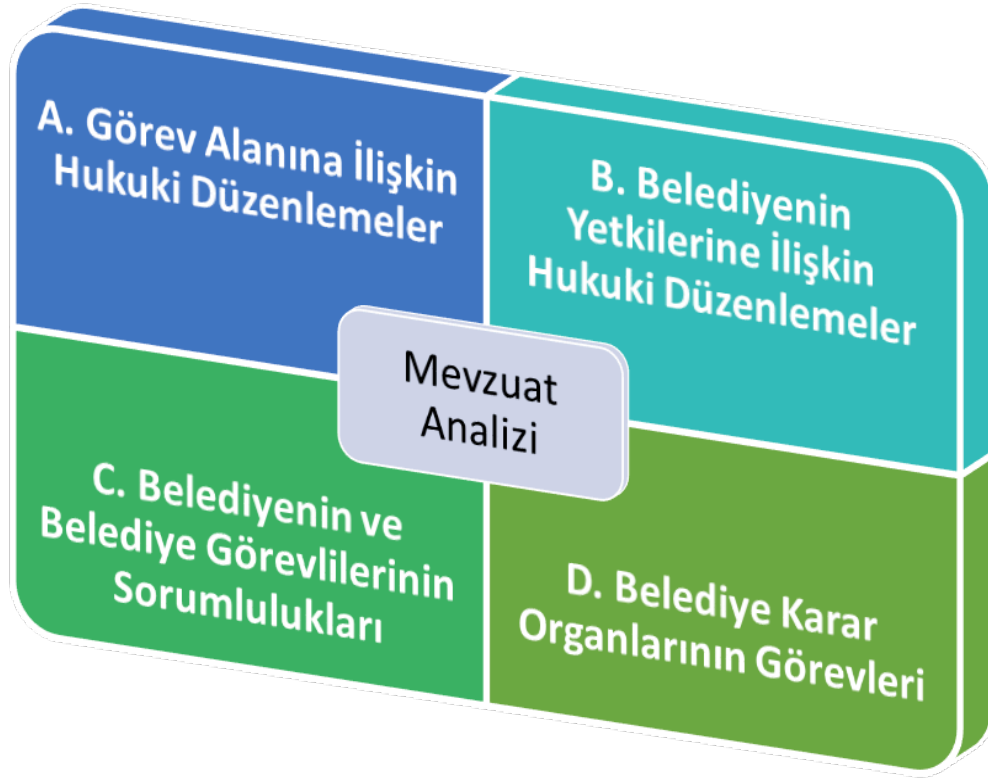 A. Görev Alanına İlişkin
Hukuki Düzenlemeler
B. Belediyenin
Yetkilerine İlişkin
Hukuki Düzenlemeler
Mevzuat
Analizi
C. Belediyenin ve
Belediye Görevlilerinin
Sorumlulukları
D. Belediye Karar
Organlarının Görevleri